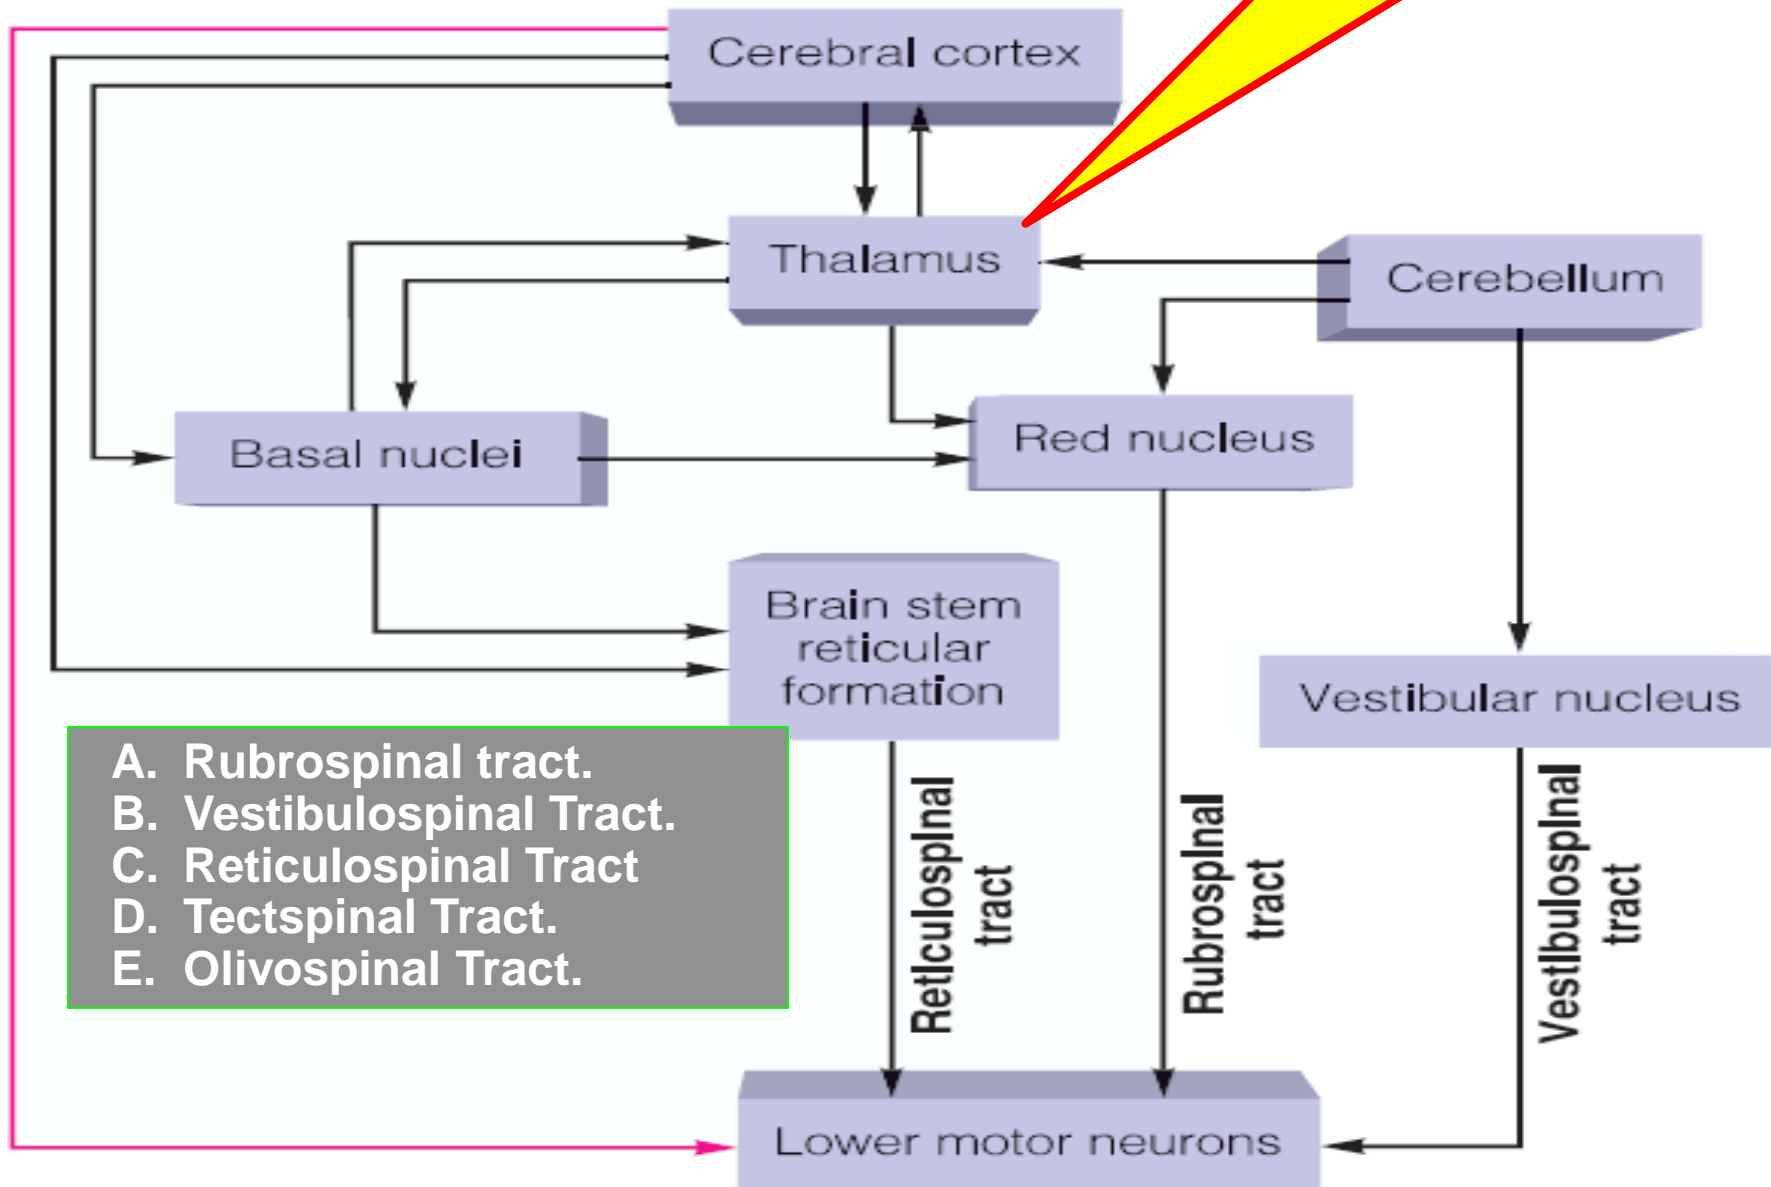 Cerebral cortex
Thalamus
Cerebellum
Basal nuclei
Red nucleus
Brain stem
reticular
formation
Vestibular nucleus
A. Rubrospinal tract.
B. Vestibulospinal Tract.
C. Reticulospinal Tract
D. Tectspinal Tract.
E. Olivospinal Tract.
Reticulospinal
tract
Rubrospinal
tract
Vestibulospinal
tract
Lower motor neurons